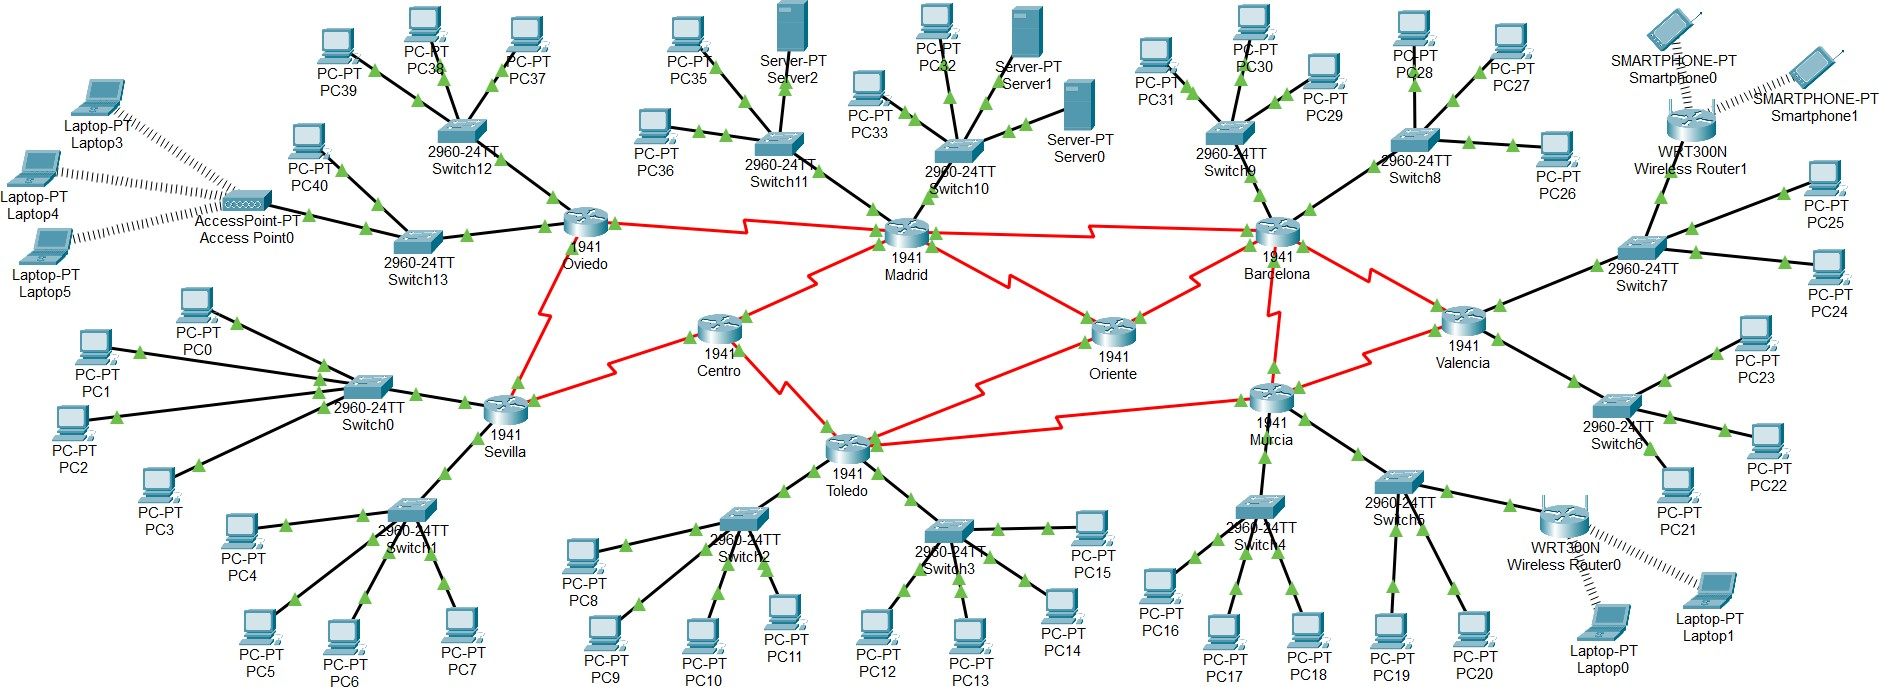 PC-PT
PC39
PC-PT
PC38
PC-PT
PC37
PC-PT
PC35
Server-PT
Server2
PC-PT
PC32
Server-PT
Server1
PC-PT
PC31
PC-PT
PC30
PC-PT
PC29
PC-PT
PC28
PC-PT
PC27
SMARTPHONE-PT
Smartphone0
SMARTPHONE-PT
Smartphone1
Laptop-PT
Laptop3
PC-PT
PC40
2960-24TT
Switch12
PC-PT
PC36
2960-24TT
Switch11
PC-PT
PC33
2960-24TT
Switch10
Server-PT
Server0
2960-24TT
Switch9
2960-24TT
Switch8
PC-PT
PC26
WRT300N
Wireless Router1
Laptop-PT
Laptop4
AccessPoint-PT
Access Point0
Laptop-PT
Laptop5
2960-24TT
Switch13
1941
Oviedo
1941
Madrid
1941
Barcelona
2960-24TT
Switch7
PC-PT
PC25
PC-PT
PC24
PC-PT
PC0
PC-PT
PC1
PC-PT
PC2
PC-PT
PC3
2960-24TT
Switch0
1941
Sevilla
1941
Centro
1941
Oriente
1941
Valencia
PC-PT
PC23
2960-24TT
Switch6
PC-PT
PC22
PC-PT
PC21
1941
Toledo
1941
Murcia
PC-PT
PC4
2960-24TT
Switch1
PC-PT
PC5
PC-PT
PC6
PC-PT
PC7
PC-PT
PC8
2960-24TT
Switch2
PC-PT
PC9
PC-PT
PC10
PC-PT
PC11
2960-24TT
Switch3
PC-PT
PC15
PC-PT
PC12
PC-PT
PC13
PC-PT
PC14
2960-24TT
Switch4
PC-PT
PC16
PC-PT
PC17
PC-PT
PC18
2960-24TT
Switch5
PC-PT
PC19
PC-PT
PC20
WRT300N
Wireless Router0
Laptop-PT
Laptop0
Laptop-PT
Laptop1